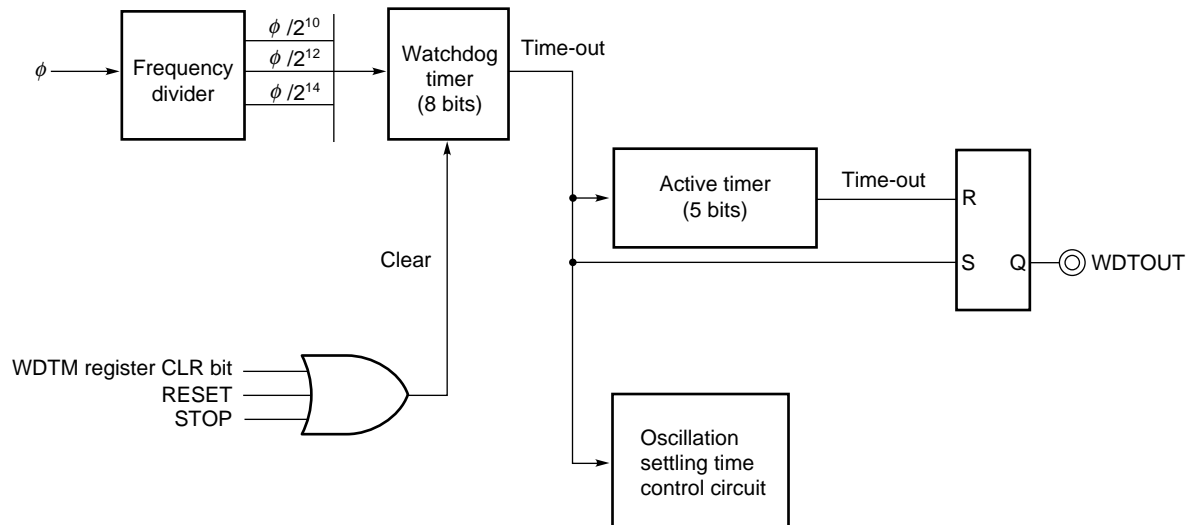 ϕ
Frequency
divider
ϕ /2¹⁰
ϕ /2¹²
ϕ /2¹⁴
Watchdog
timer
(8 bits)
Time-out
Active timer
(5 bits)
Time-out
R
S
Q
WDTOUT
Clear
WDTM register CLR bit
RESET
STOP
Oscillation
settling time
control circuit